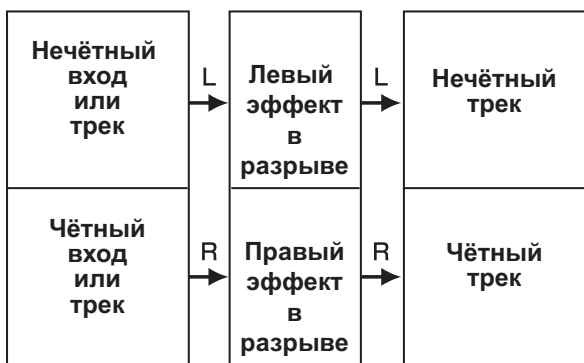 Нечётный
вход
или
трек
L
Левый
эффект
в
разрыве
L
Нечётный
трек
Чётный
вход
или
трек
R
Правый
эффект
в
разрыве
R
Чётный
трек